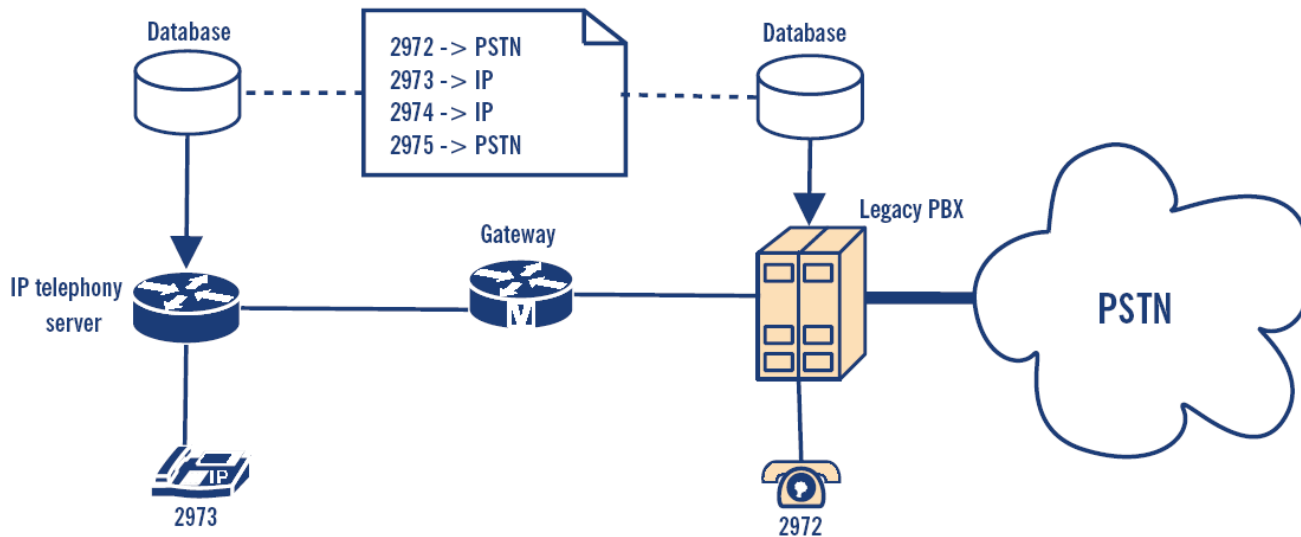 Database
2972 -> PSTN
2973 -> IP
2974 -> IP
2975 -> PSTN
Database
Legacy PBX
Gateway
IP telephony
server
M
PSTN
IP
2973
2972